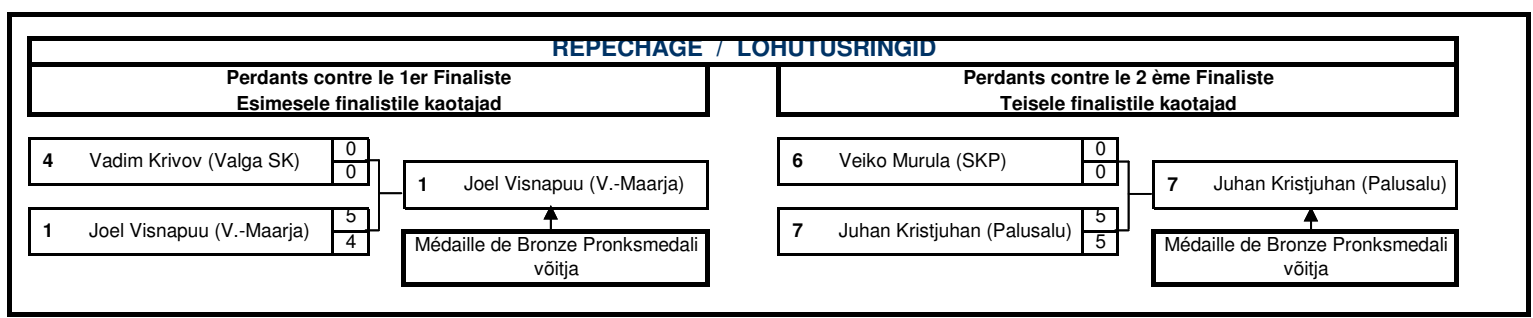 REPECHAGE / LOHUTUSRINGID
Perdants contre le 1er Finaliste
Esimesele finalistile kaotajad
Perdants contre le 2 ème Finaliste
Teisele finalistile kaotajad
4 Vadim Krivov (Valga SK) 0
0
1 Joel Visnapuu (V.-Maarja)
1 Joel Visnapuu (V.-Maarja) 5
4
Médaille de Bronze Pronksmedali
võitja
6 Veiko Murula (SKP) 0
0
7 Juhan Kristjuhan (Palusalu)
7 Juhan Kristjuhan (Palusalu) 5
5
Médaille de Bronze Pronksmedali
võitja